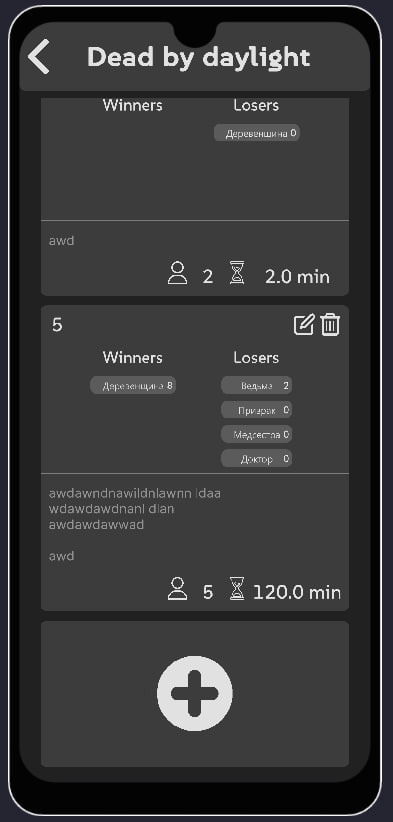 Dead by daylight
Winners Losers
Деревенщина 0
awd
2 2.0 min
5
Winners Losers
Деревенщина 8 Ведьма 2
Призрак 0
Медсестра 0
Доктор 0
awdawndnawildnlawnn ldaa
wdawdawdnanl dlan
awdawdawwad
awd
5 120.0 min